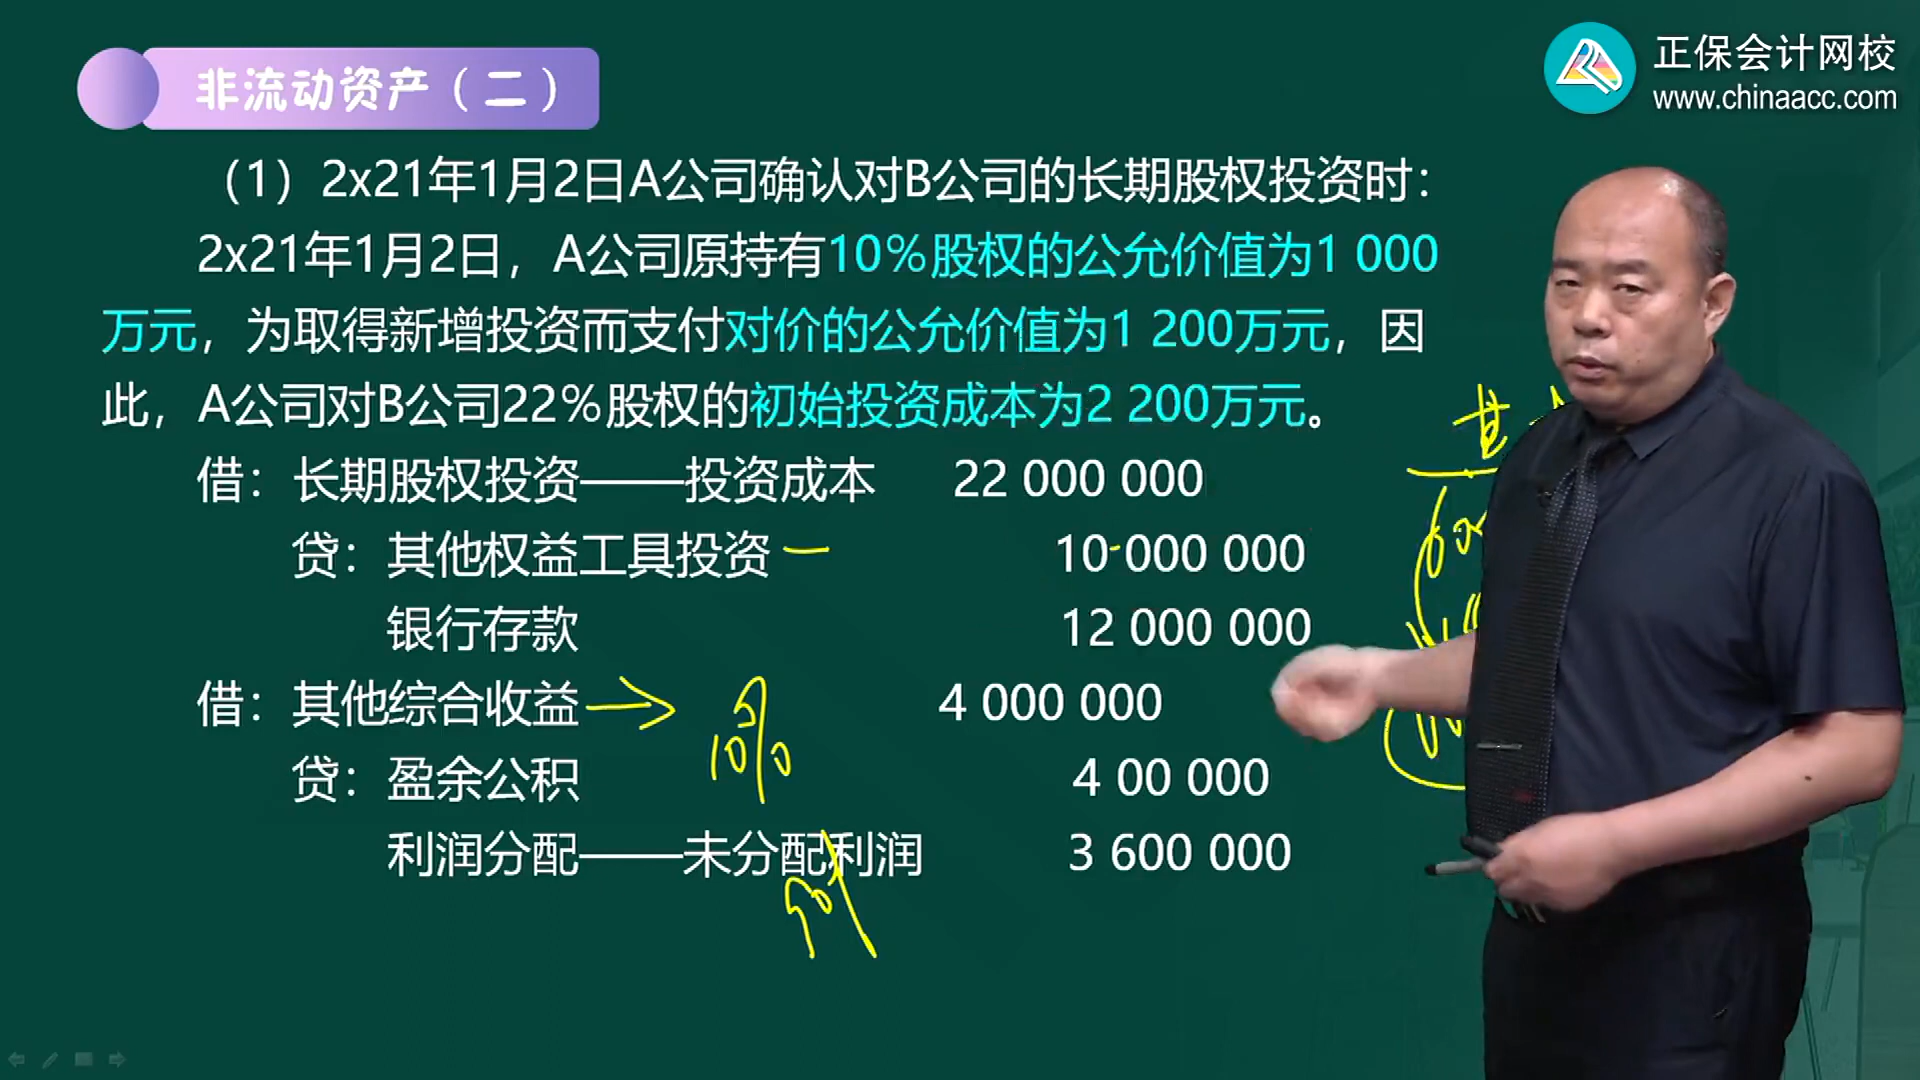 非流动资产（二）
正保会计网校
www.chinaacc.com
（1）2x21年1月2日A公司确认对B公司的长期股权投资时：
2x21年1月2日，A公司原持有10%股权的公允价值为1 000
万元，为取得新增投资而支付对价的公允价值为1 200万元，因
此，A公司对B公司22%股权的初始投资成本为2 200万元。
借：长期股权投资——投资成本 22 000 000
贷：其他权益工具投资 10 000 000
银行存款 12 000 000
借：其他综合收益 4 000 000
10%
贷：盈余公积 4 00 000
利润分配——未分配利润 3 600 000